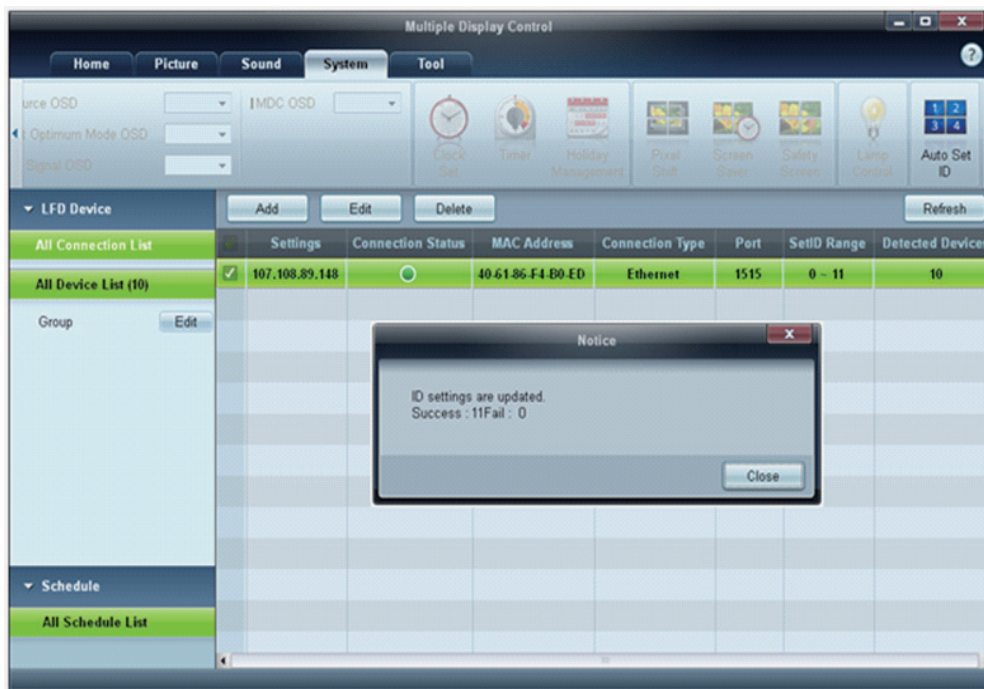 Multiple Display Control
?
Home Picture Sound System Tool
urce OSD
MDC OSD
Optimum Mode OSD
Signal OSD
Clock Set
Timer
Holiday Management
Pixel Shift
Screen Saver
Safety Screen
Lamp Control
1 2
3 4
Auto Set ID
LFD Device
Add Edit Delete Refresh
All Connection List
Settings Connection Status MAC Address Connection Type Port SetID Range Detected Device
107.108.89.148 40-61-86-F4-B0-ED Ethernet 1515 0 ~ 11 10
All Device List (10)
Group Edit
Notice
ID settings are updated.
Success : 11Fail : 0
Close
Schedule
All Schedule List